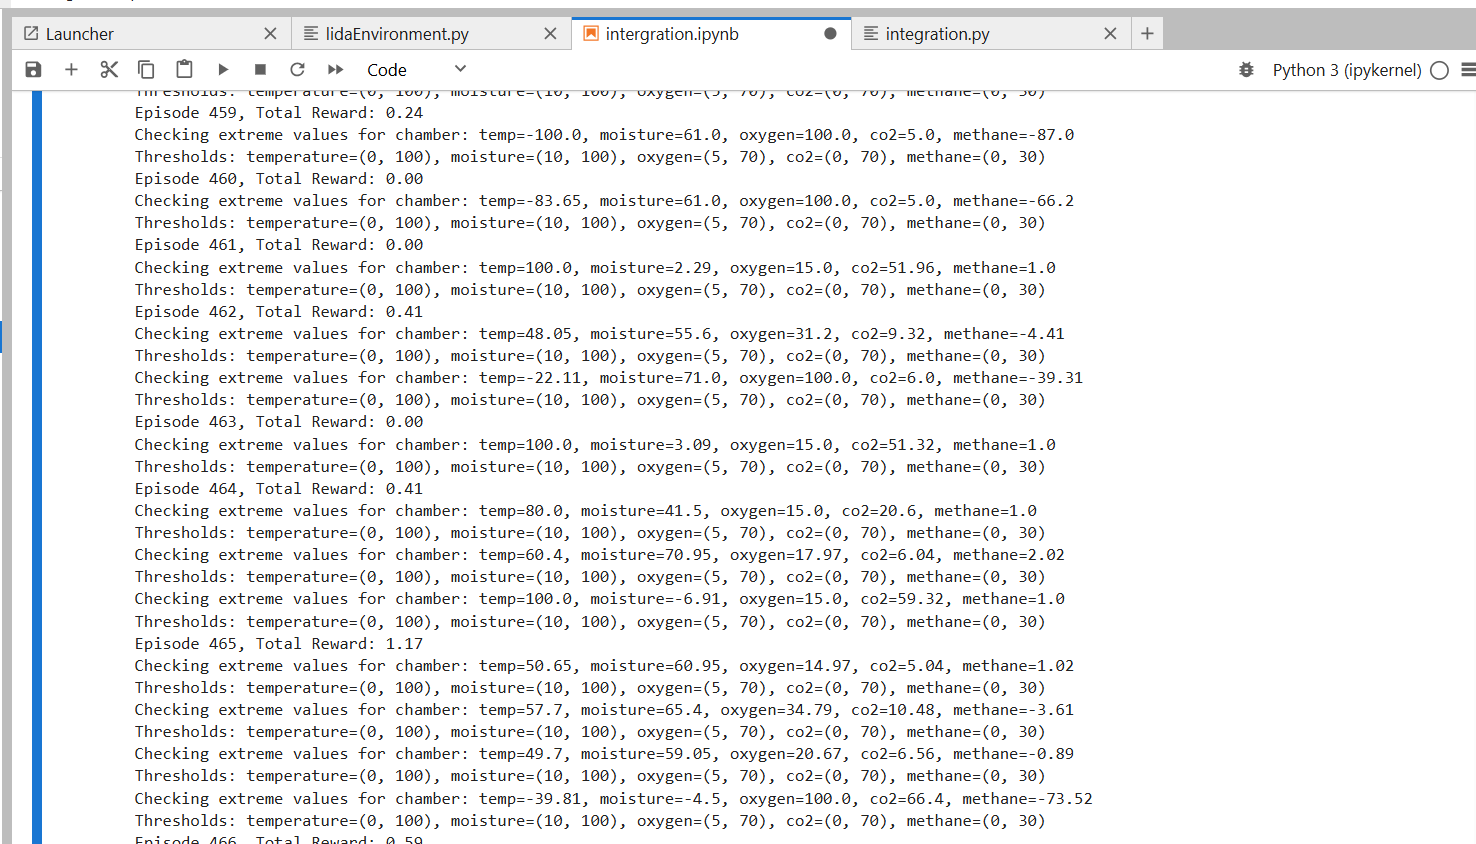 Launcher
lidaEnvironment.py
intergration.ipynb
integration.py
Code
Python 3 (ipykernel)
Thresholds: temperature=(0, 100), moisture=(10, 100), oxygen=(5, 70), co2=(0, 70), methane=(0, 30)
Episode 459, Total Reward: 0.24
Checking extreme values for chamber: temp=-100.0, moisture=61.0, oxygen=100.0, co2=5.0, methane=-87.0
Thresholds: temperature=(0, 100), moisture=(10, 100), oxygen=(5, 70), co2=(0, 70), methane=(0, 30)
Episode 460, Total Reward: 0.00
Checking extreme values for chamber: temp=-83.65, moisture=61.0, oxygen=100.0, co2=5.0, methane=-66.2
Thresholds: temperature=(0, 100), moisture=(10, 100), oxygen=(5, 70), co2=(0, 70), methane=(0, 30)
Episode 461, Total Reward: 0.00
Checking extreme values for chamber: temp=100.0, moisture=2.29, oxygen=15.0, co2=51.96, methane=1.0
Thresholds: temperature=(0, 100), moisture=(10, 100), oxygen=(5, 70), co2=(0, 70), methane=(0, 30)
Episode 462, Total Reward: 0.41
Checking extreme values for chamber: temp=48.05, moisture=55.6, oxygen=31.2, co2=9.32, methane=-4.41
Thresholds: temperature=(0, 100), moisture=(10, 100), oxygen=(5, 70), co2=(0, 70), methane=(0, 30)
Checking extreme values for chamber: temp=-22.11, moisture=71.0, oxygen=100.0, co2=6.0, methane=-39.31
Thresholds: temperature=(0, 100), moisture=(10, 100), oxygen=(5, 70), co2=(0, 70), methane=(0, 30)
Episode 463, Total Reward: 0.00
Checking extreme values for chamber: temp=100.0, moisture=3.09, oxygen=15.0, co2=51.32, methane=1.0
Thresholds: temperature=(0, 100), moisture=(10, 100), oxygen=(5, 70), co2=(0, 70), methane=(0, 30)
Episode 464, Total Reward: 0.41
Checking extreme values for chamber: temp=80.0, moisture=41.5, oxygen=15.0, co2=20.6, methane=1.0
Thresholds: temperature=(0, 100), moisture=(10, 100), oxygen=(5, 70), co2=(0, 70), methane=(0, 30)
Checking extreme values for chamber: temp=60.4, moisture=70.95, oxygen=17.97, co2=6.04, methane=2.02
Thresholds: temperature=(0, 100), moisture=(10, 100), oxygen=(5, 70), co2=(0, 70), methane=(0, 30)
Checking extreme values for chamber: temp=100.0, moisture=-6.91, oxygen=15.0, co2=59.32, methane=1.0
Thresholds: temperature=(0, 100), moisture=(10, 100), oxygen=(5, 70), co2=(0, 70), methane=(0, 30)
Episode 465, Total Reward: 1.17
Checking extreme values for chamber: temp=50.65, moisture=60.95, oxygen=14.97, co2=5.04, methane=1.02
Thresholds: temperature=(0, 100), moisture=(10, 100), oxygen=(5, 70), co2=(0, 70), methane=(0, 30)
Checking extreme values for chamber: temp=57.7, moisture=65.4, oxygen=34.79, co2=10.48, methane=-3.61
Thresholds: temperature=(0, 100), moisture=(10, 100), oxygen=(5, 70), co2=(0, 70), methane=(0, 30)
Checking extreme values for chamber: temp=49.7, moisture=59.05, oxygen=20.67, co2=6.56, methane=-0.89
Thresholds: temperature=(0, 100), moisture=(10, 100), oxygen=(5, 70), co2=(0, 70), methane=(0, 30)
Checking extreme values for chamber: temp=-39.81, moisture=-4.5, oxygen=100.0, co2=66.4, methane=-73.52
Thresholds: temperature=(0, 100), moisture=(10, 100), oxygen=(5, 70), co2=(0, 70), methane=(0, 30)
Episode 466, Total Reward: 0.59